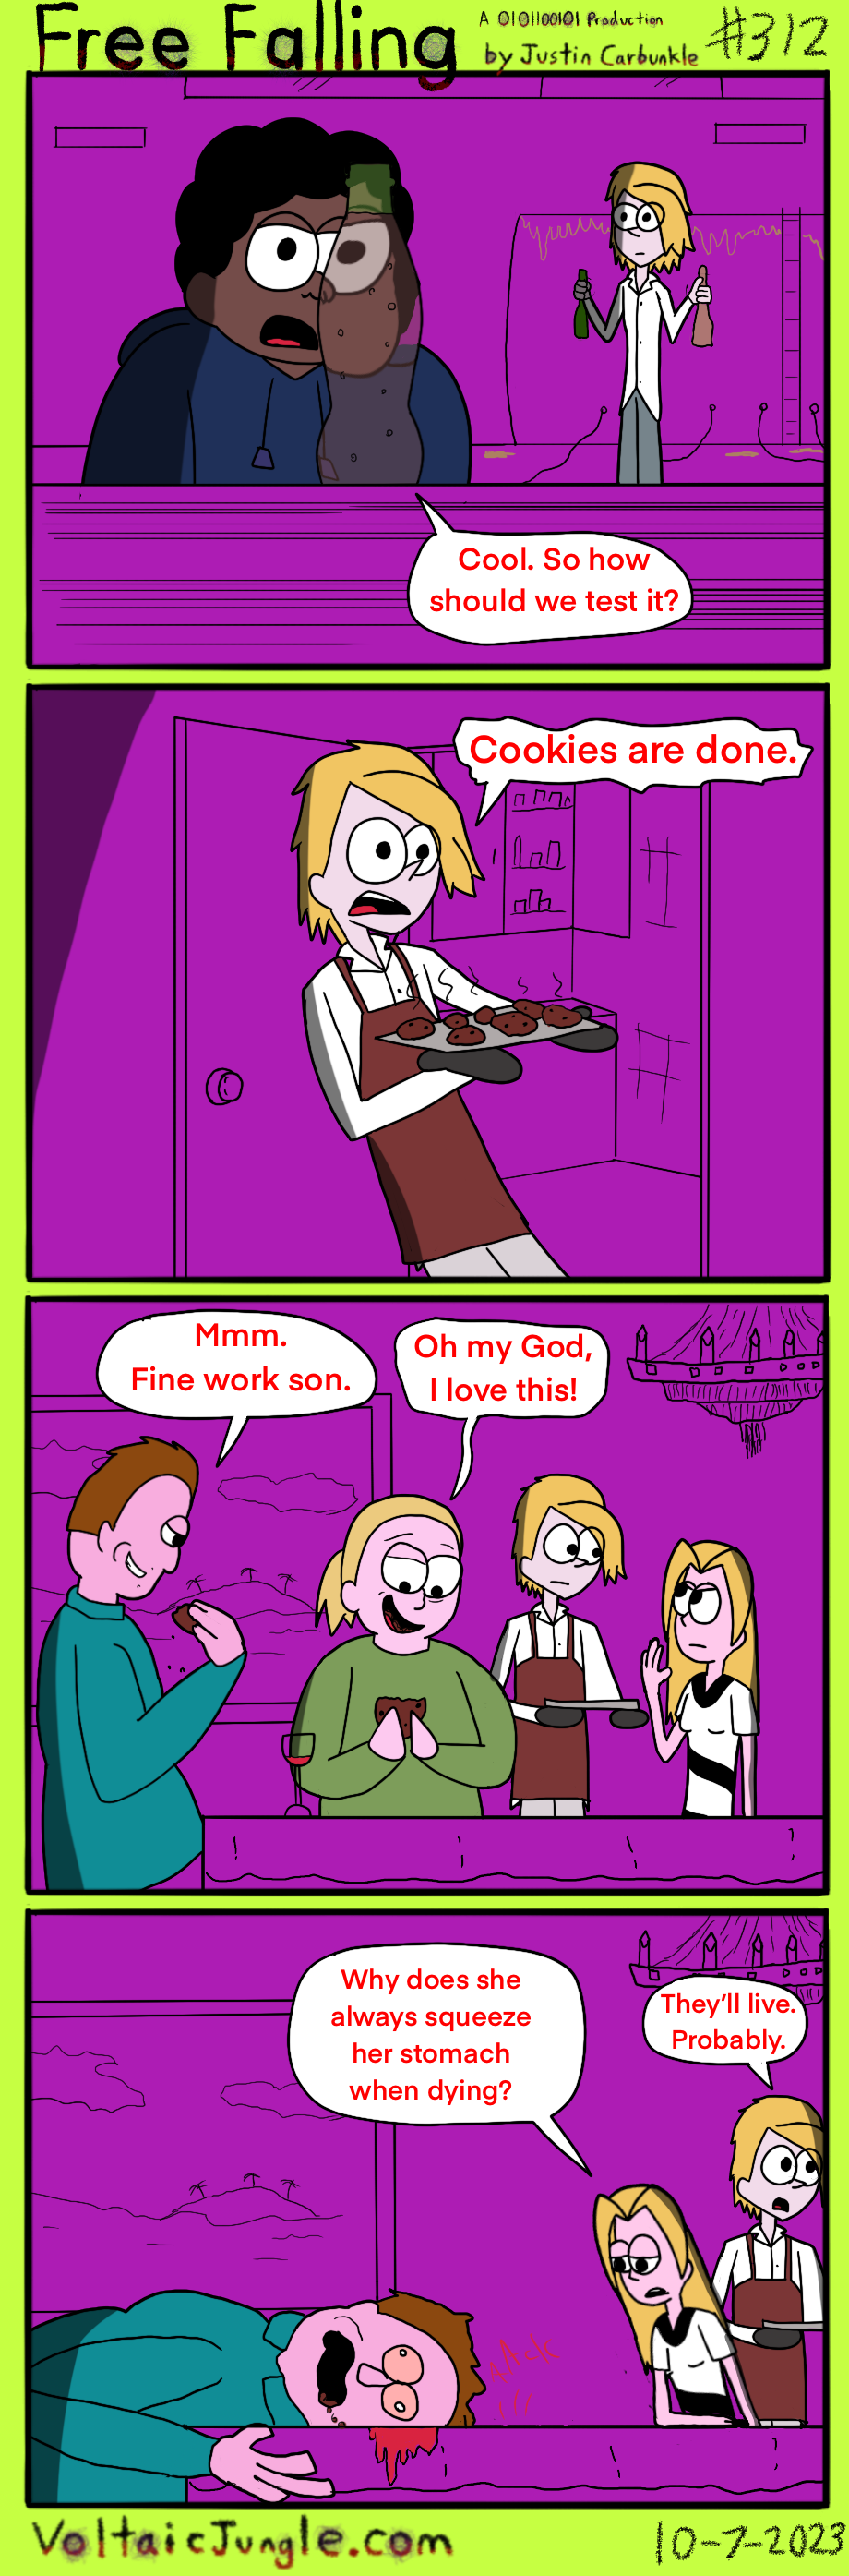 Free Falling
A 0101100101 Production
by Justin Carbunkle
#312
Cool. So how
should we test it?
Cookies are done.
Mmm.
Fine work son.
Oh my God,
I love this!
Why does she
always squeeze
her stomach
when dying?
They'll live.
Probably.
Ack
VoltaicJungle.com
10-7-2023